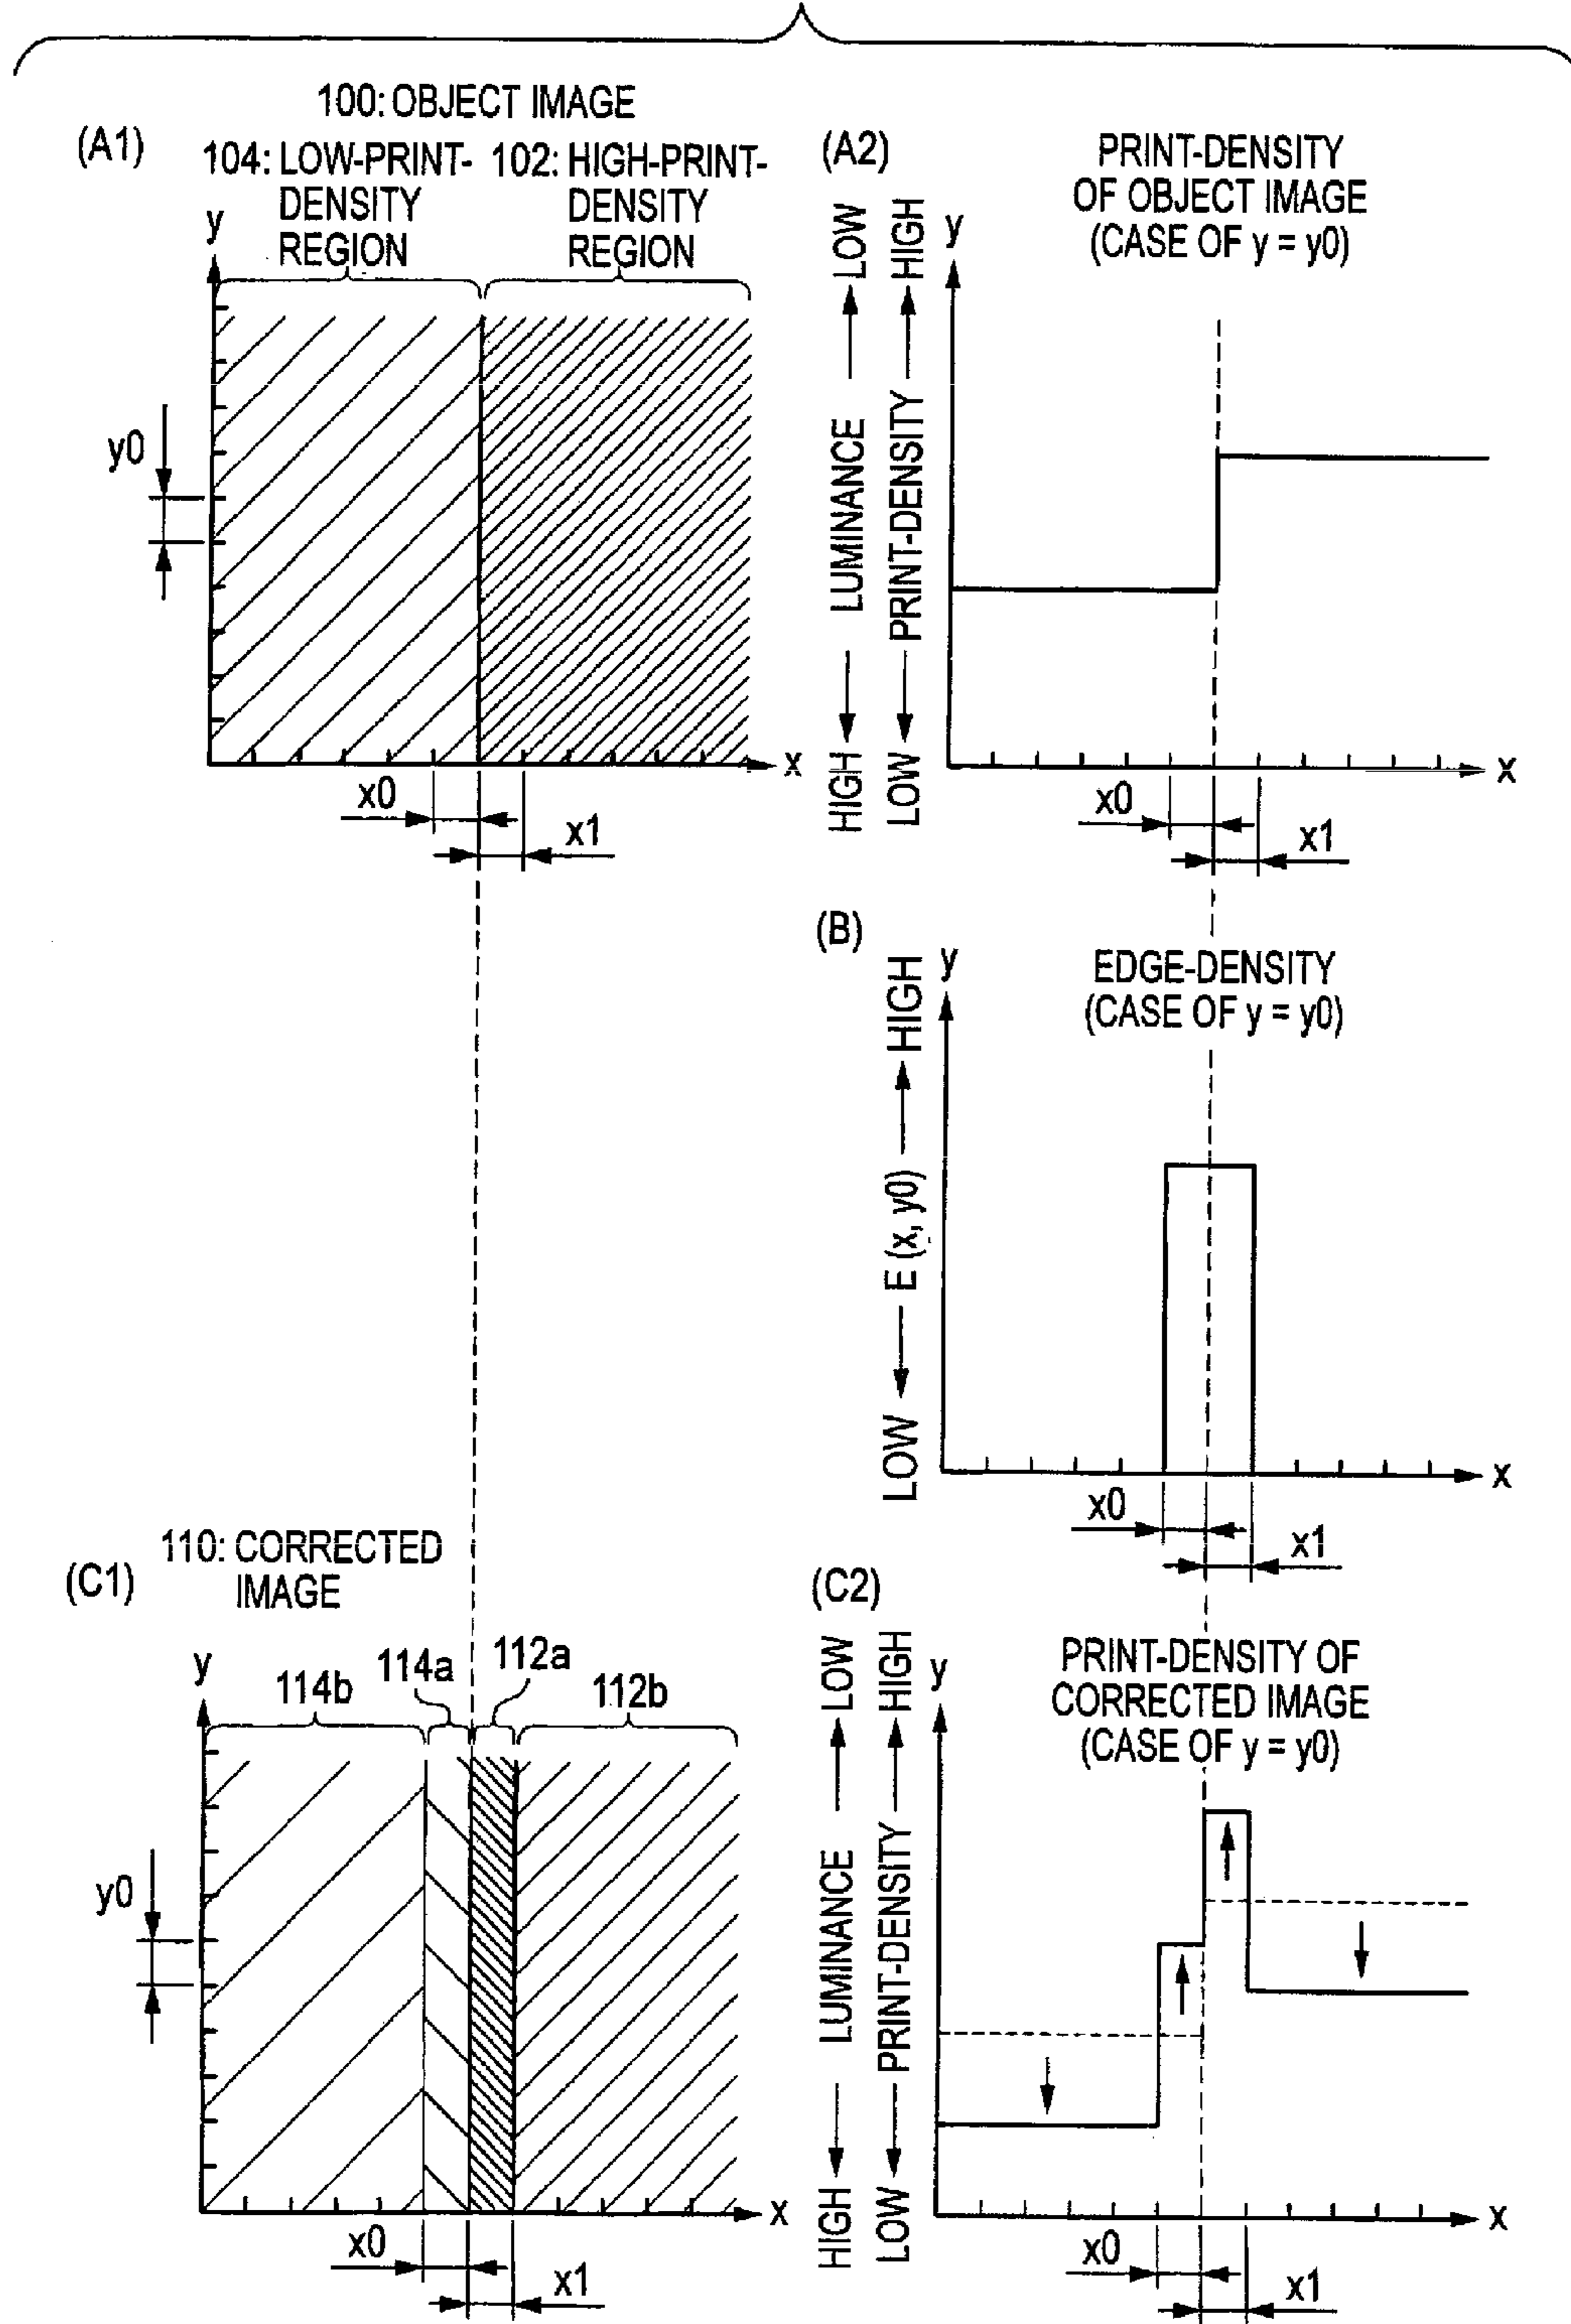 100: OBJECT IMAGE
(A1)
104: LOW-PRINT-
DENSITY
REGION
102: HIGH-PRINT-
DENSITY
REGION
y
y0
x
x0
x1
(A2)
PRINT-DENSITY
OF OBJECT IMAGE
(CASE OF y = y0)
HIGH LUMINANCE LOW
LOW PRINT-DENSITY HIGH
y
x
x0
x1
(B)
EDGE-DENSITY
(CASE OF y = y0)
LOW E (x, y0) HIGH
y
x
x0
x1
(C1)
110: CORRECTED
IMAGE
114b
114a
112a
112b
y
y0
x
x0
x1
(C2)
PRINT-DENSITY OF
CORRECTED IMAGE
(CASE OF y = y0)
HIGH LUMINANCE LOW
LOW PRINT-DENSITY HIGH
y
x
x0
x1